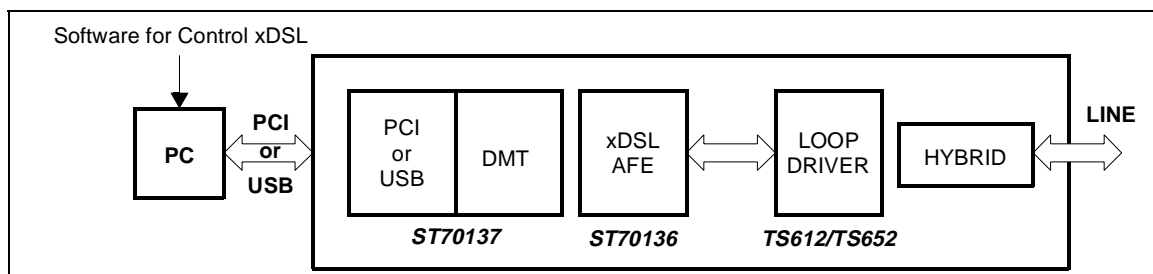 Software for Control xDSL
PC
PCI
or
USB
PCI
or
USB
DMT
ST70137
xDSL
AFE
ST70136
LOOP
DRIVER
TS612/TS652
HYBRID
LINE